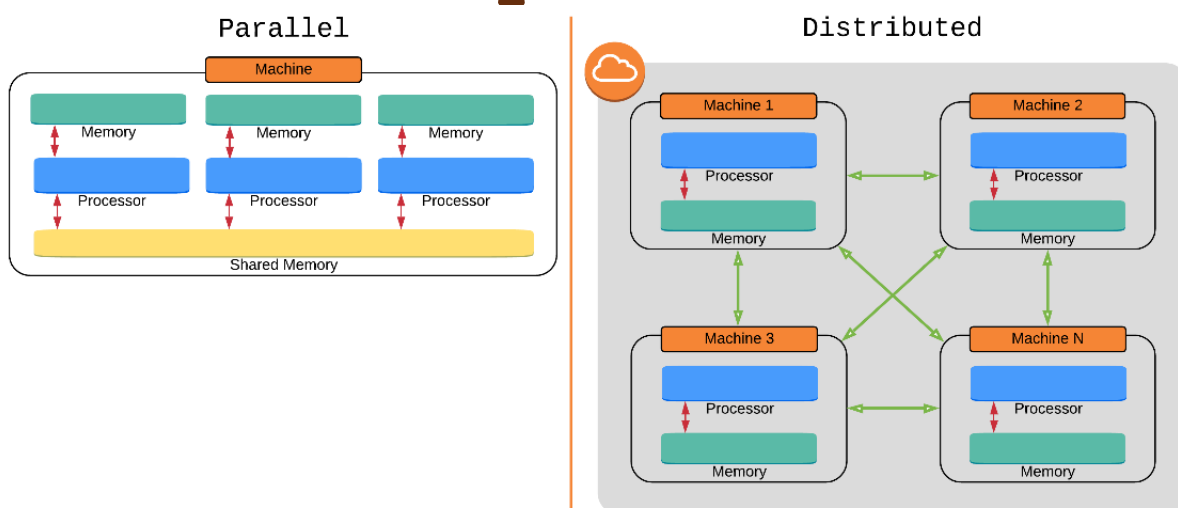 Parallel
Machine
Memory
Memory
Memory
Processor
Processor
Processor
Shared Memory
Distributed
Machine 1
Processor
Memory
Machine 2
Processor
Memory
Machine 3
Processor
Memory
Machine N
Processor
Memory